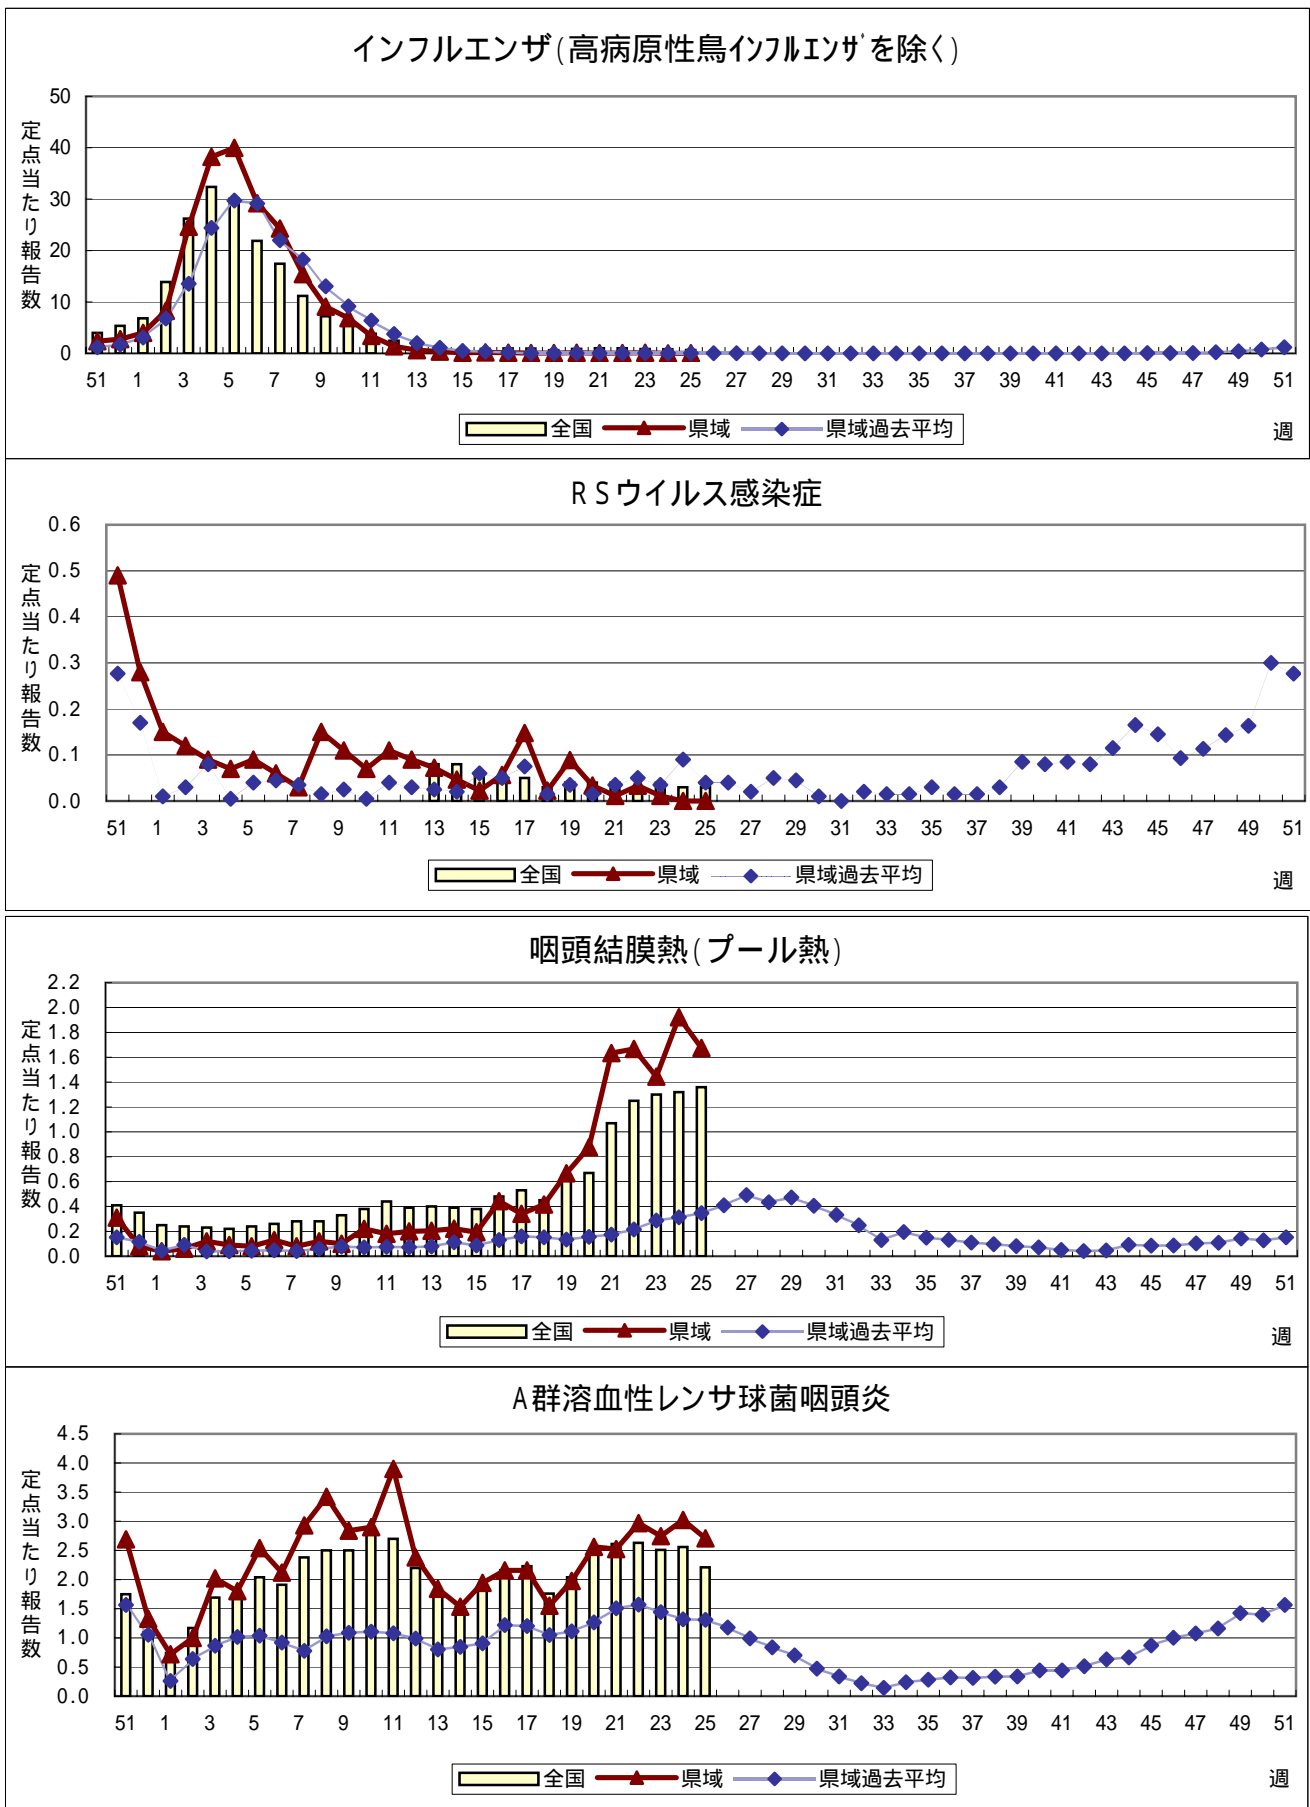 インフルエンザ(高病原性鳥インフルエンザを除く)
定点当たり報告数
50
40
30
20
10
0
51 1 3 5 7 9 11 13 15 17 19 21 23 25 27 29 31 33 35 37 39 41 43 45 47 49 51
全国 県域 県域過去平均
週
RSウイルス感染症
定点当たり報告数
0.6
0.5
0.4
0.3
0.2
0.1
0.0
51 1 3 5 7 9 11 13 15 17 19 21 23 25 27 29 31 33 35 37 39 41 43 45 47 49 51
全国 県域 県域過去平均
週
咽頭結膜熱(プール熱)
定点当たり報告数
2.2
2.0
1.8
1.6
1.4
1.2
1.0
0.8
0.6
0.4
0.2
0.0
51 1 3 5 7 9 11 13 15 17 19 21 23 25 27 29 31 33 35 37 39 41 43 45 47 49 51
全国 県域 県域過去平均
週
A群溶血性レンサ球菌咽頭炎
定点当たり報告数
4.5
4.0
3.5
3.0
2.5
2.0
1.5
1.0
0.5
0.0
51 1 3 5 7 9 11 13 15 17 19 21 23 25 27 29 31 33 35 37 39 41 43 45 47 49 51
全国 県域 県域過去平均
週